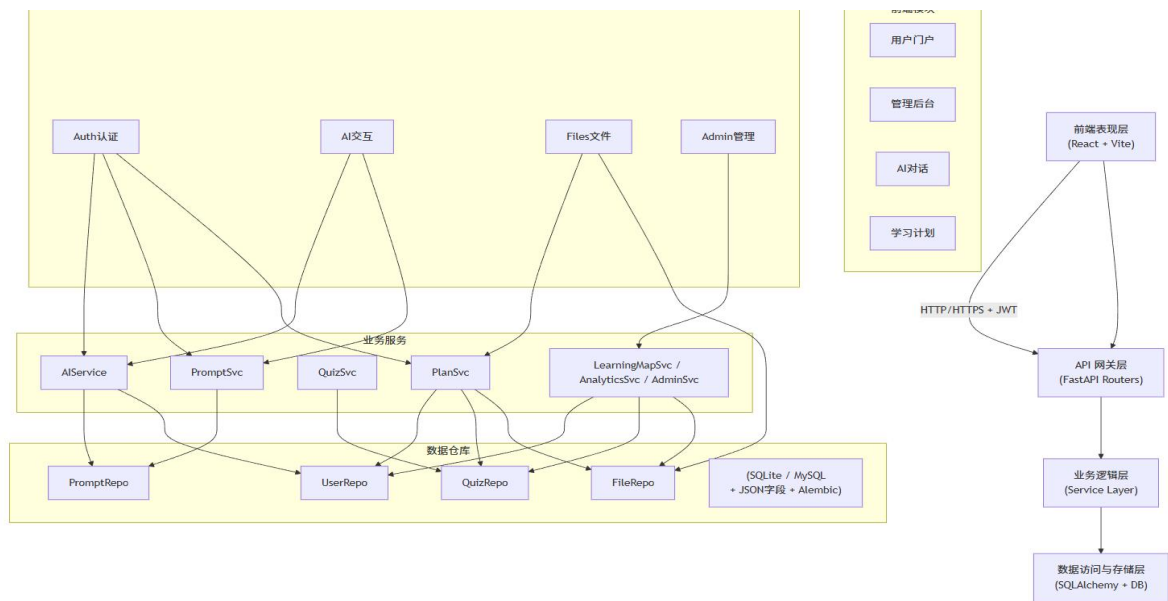 前端模块
用户门户
管理后台
AI对话
学习计划
Auth认证
AI交互
Files文件
Admin管理
前端表现层
(React + Vite)
HTTP/HTTPS + JWT
业务服务
AIService
PromptSvc
QuizSvc
PlanSvc
LearningMapSvc /
AnalyticsSvc / AdminSvc
API 网关层
(FastAPI Routers)
数据仓库
PromptRepo
UserRepo
QuizRepo
FileRepo
(SQLite / MySQL
+ JSON字段 + Alembic)
业务逻辑层
(Service Layer)
数据访问与存储层
(SQLAlchemy + DB)